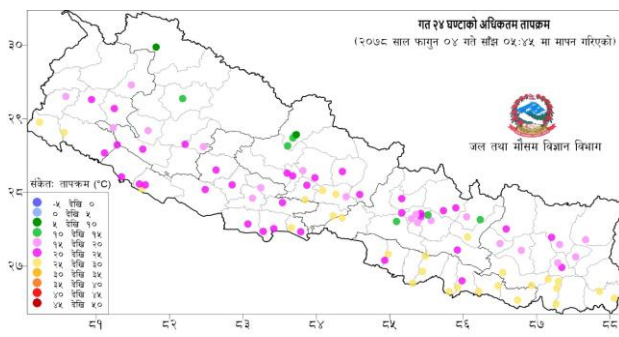 गत २४ घण्टाको अधिकतम तापक्रम
(२०७८ साल फागुन ०४ गते साँझ ०५:४५ मा मापन गरिएको)
जल तथा मौसम विज्ञान विभाग
संकेतः तापक्रम (°C)
-५ देखि ०
० देखि ५
५ देखि १०
१० देखि १५
१५ देखि २०
२० देखि २५
२५ देखि ३०
३० देखि ३५
३५ देखि ४०
४० देखि ४५
४५ देखि ५०
३०
२९
२८
२७
८१
८२
८३
८४
८५
८६
८७
८८